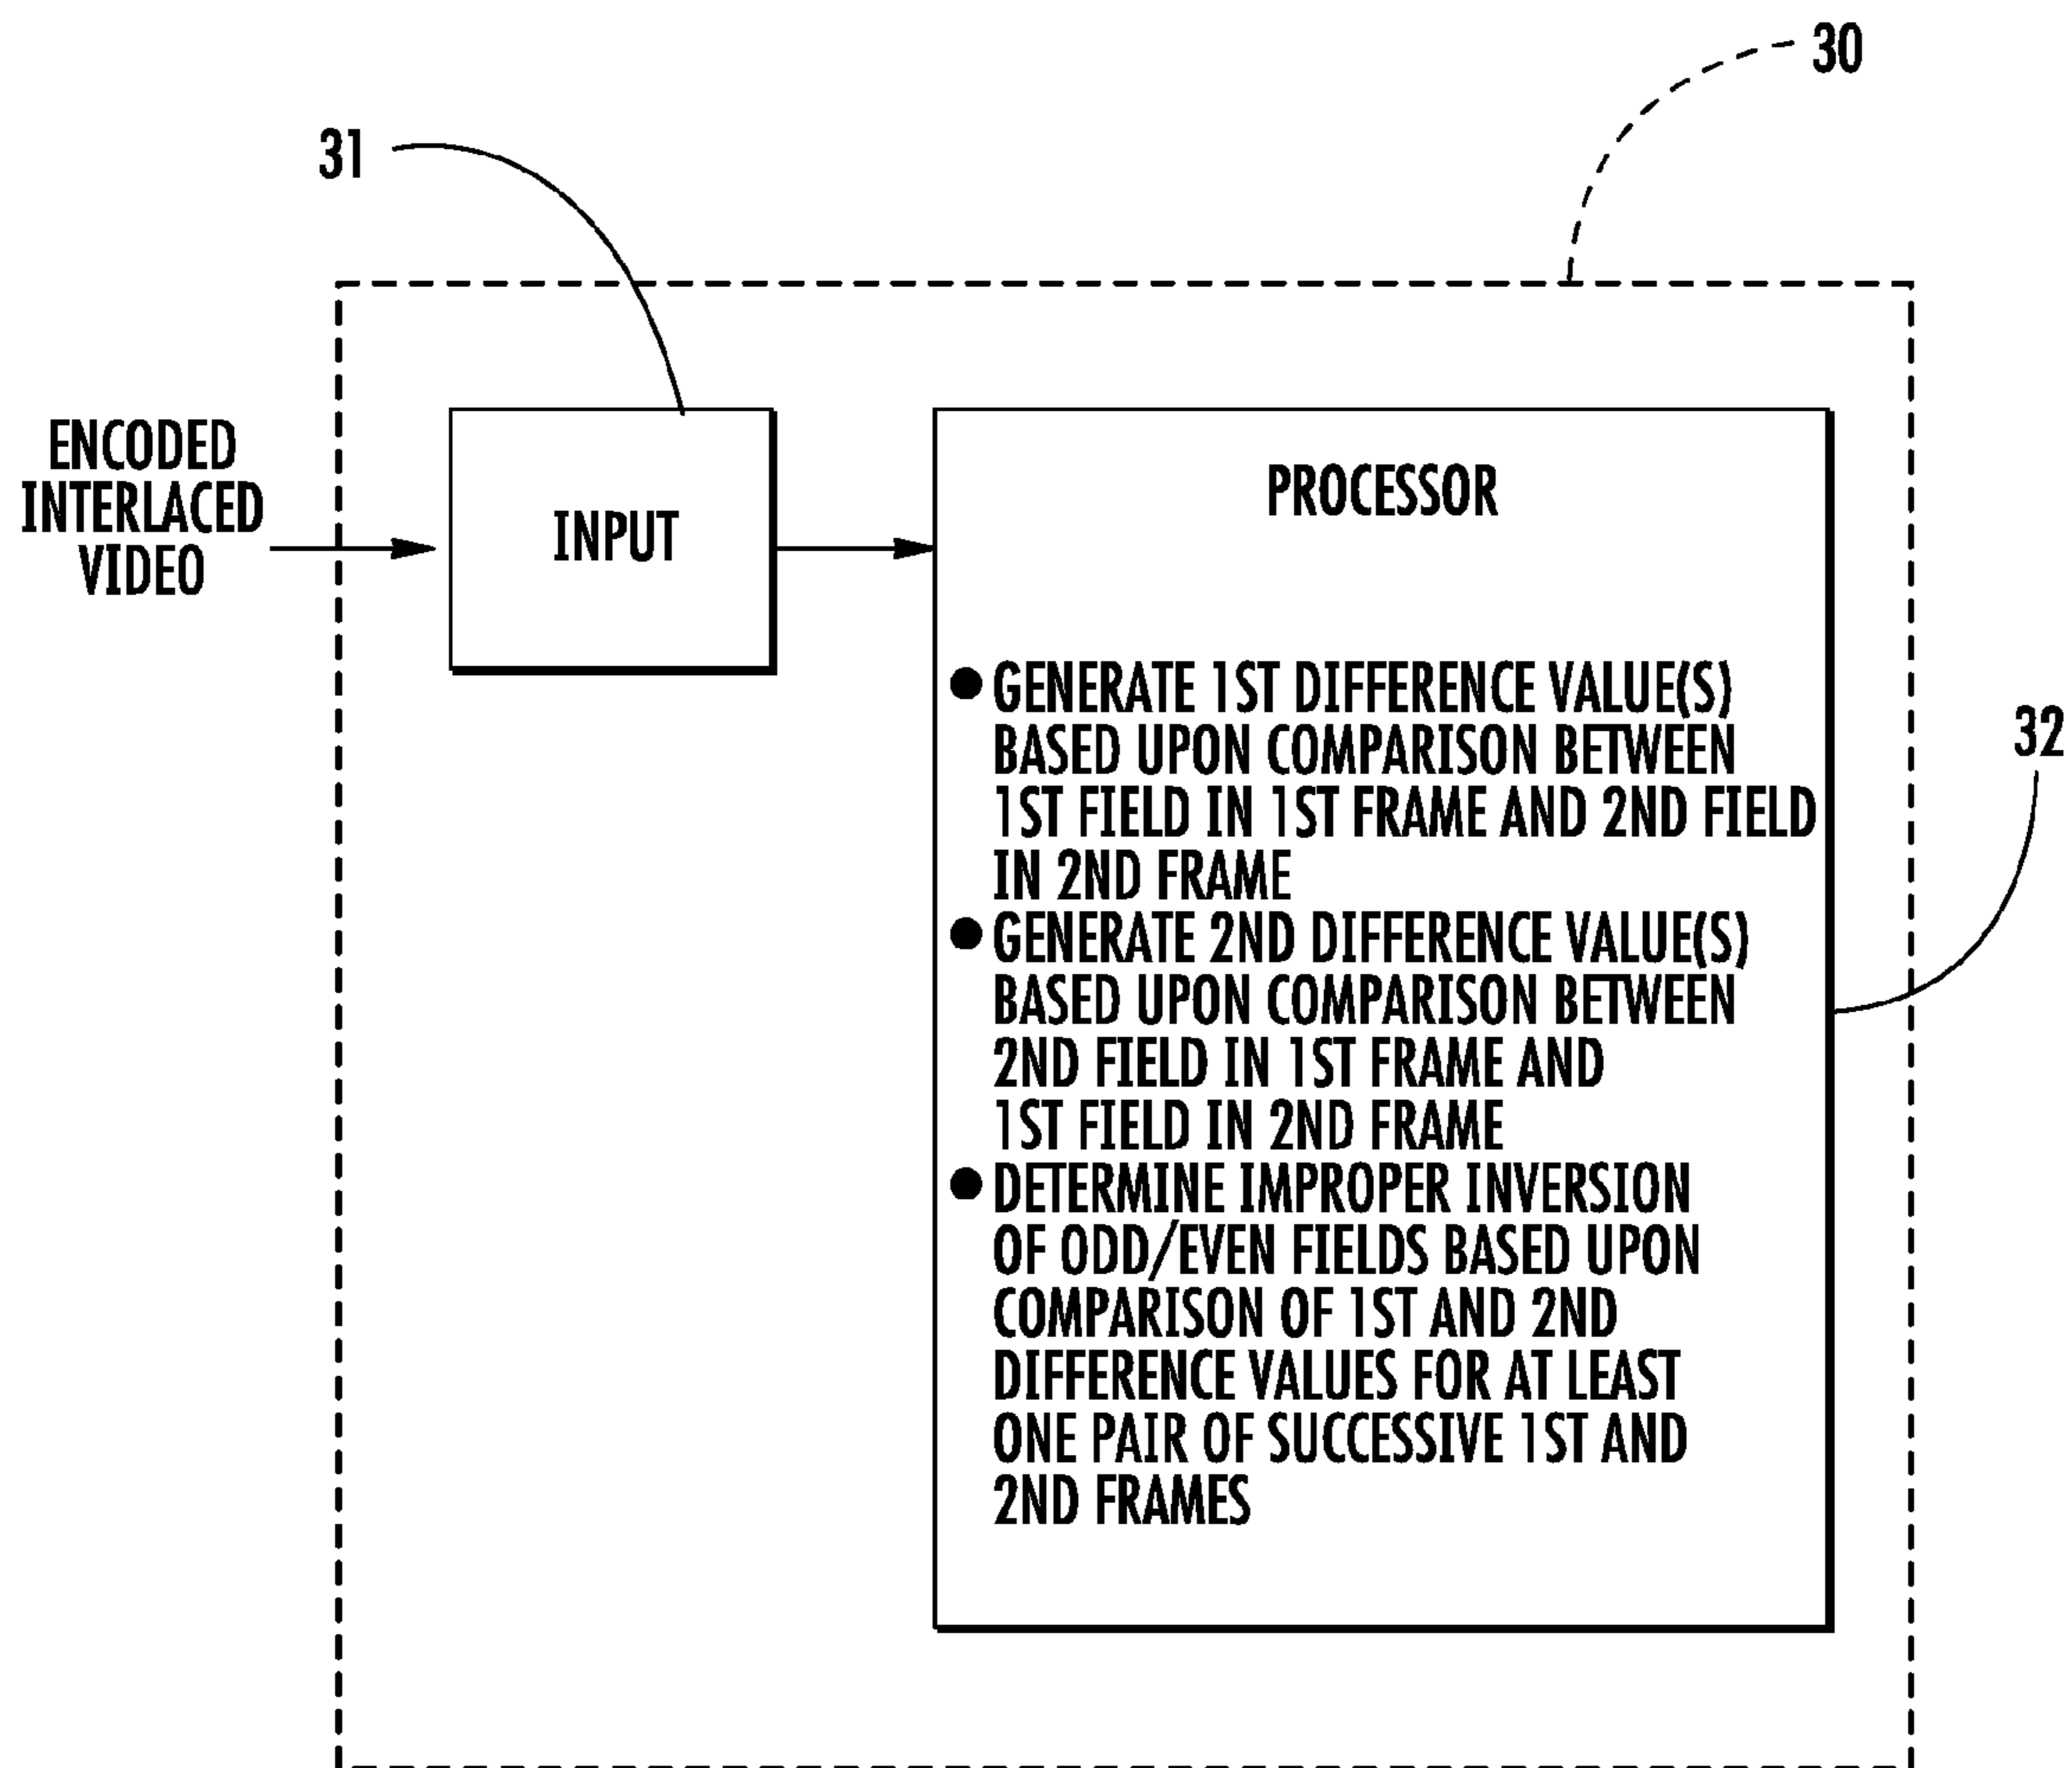 30
31
ENCODED
INTERLACED
VIDEO
INPUT
PROCESSOR
● GENERATE 1ST DIFFERENCE VALUE(S)
BASED UPON COMPARISON BETWEEN
1ST FIELD IN 1ST FRAME AND 2ND FIELD
IN 2ND FRAME
● GENERATE 2ND DIFFERENCE VALUE(S)
BASED UPON COMPARISON BETWEEN
2ND FIELD IN 1ST FRAME AND
1ST FIELD IN 2ND FRAME
● DETERMINE IMPROPER INVERSION
OF ODD/EVEN FIELDS BASED UPON
COMPARISON OF 1ST AND 2ND
DIFFERENCE VALUES FOR AT LEAST
ONE PAIR OF SUCCESSIVE 1ST AND
2ND FRAMES
32